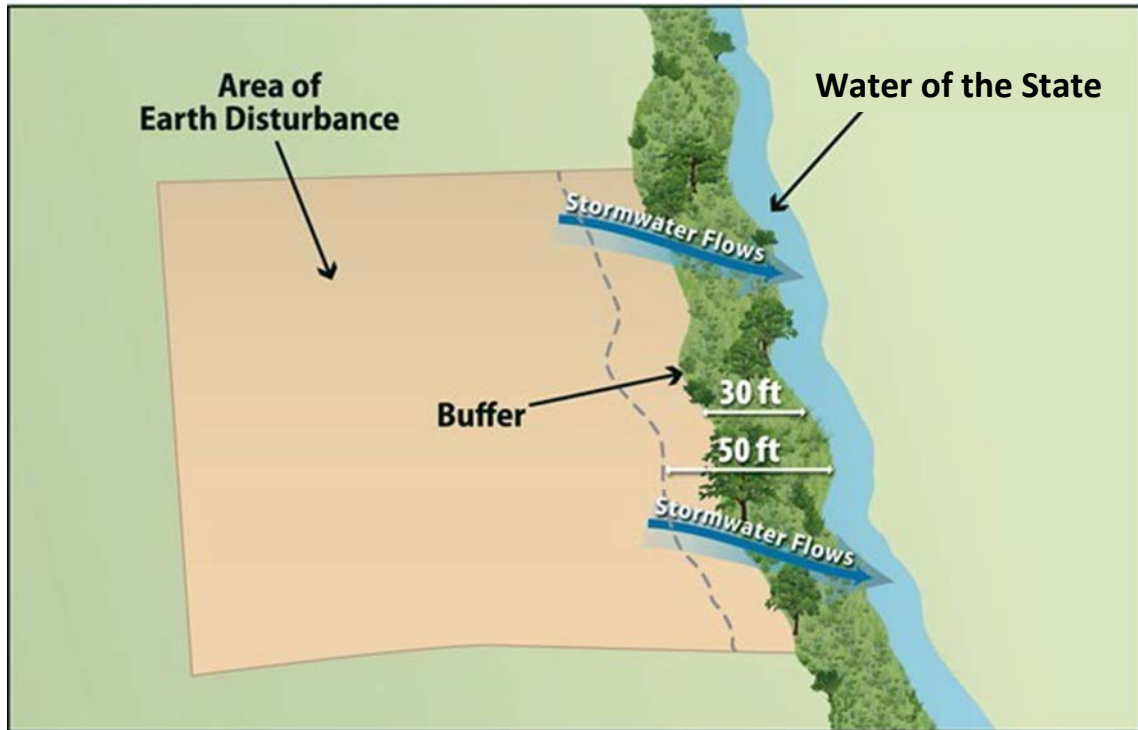 Area of
Earth Disturbance
Water of the State
Stormwater Flows
Buffer
30 ft
50 ft
Stormwater Flows